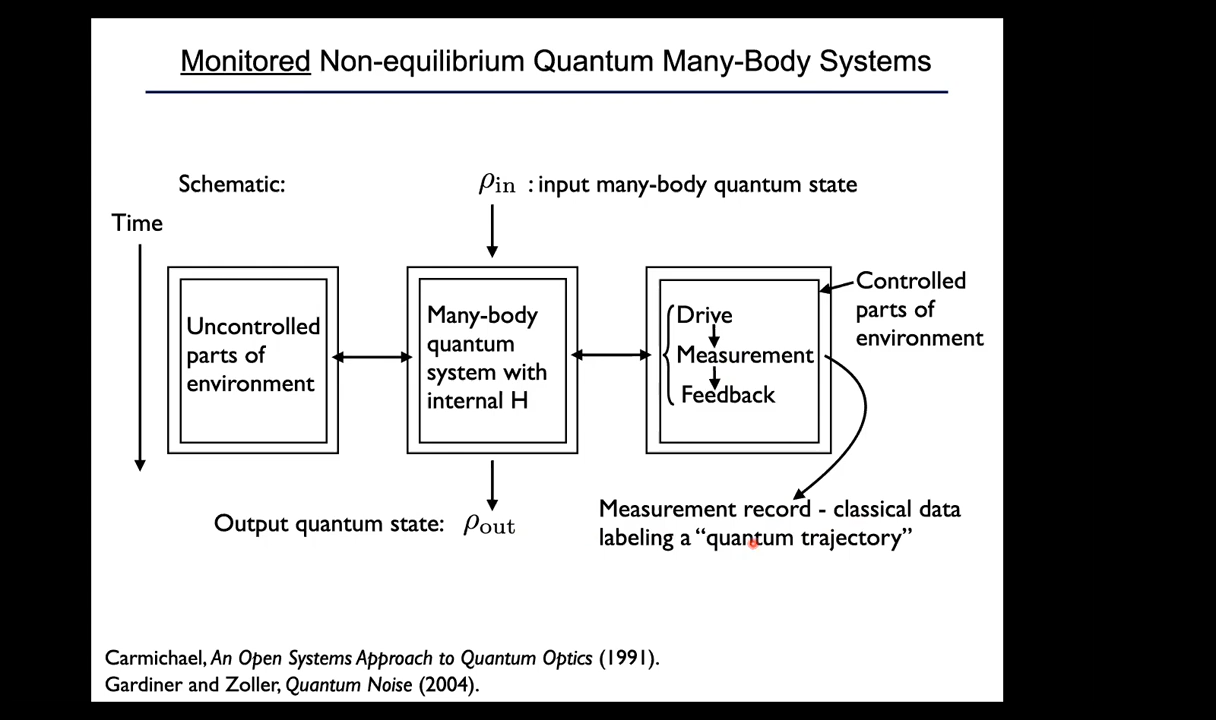 Monitored Non-equilibrium Quantum Many-Body Systems
Schematic:
ρin : input many-body quantum state
Time
Uncontrolled
parts of
environment
Many-body
quantum
system with
internal H
Drive
Measurement
Feedback
Controlled
parts of
environment
Output quantum state: ρout
Measurement record - classical data
labeling a “quantum trajectory”
Carmichael, An Open Systems Approach to Quantum Optics (1991).
Gardiner and Zoller, Quantum Noise (2004).